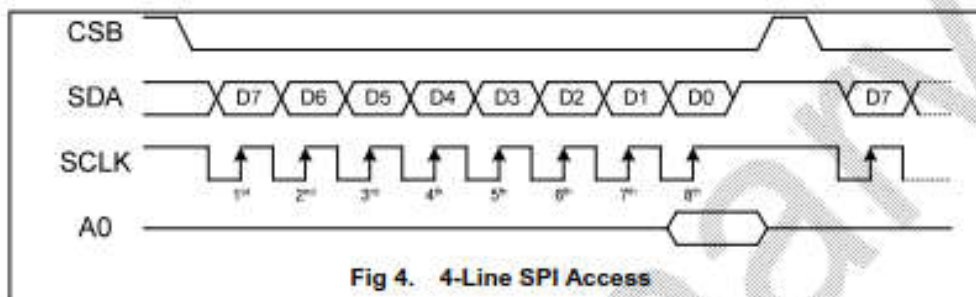 CSB
SDA D7 D6 D5 D4 D3 D2 D1 D0 D7
SCLK
1st 2nd 3rd 4th 5th 6th 7th 8th
A0
Fig 4. 4-Line SPI Access